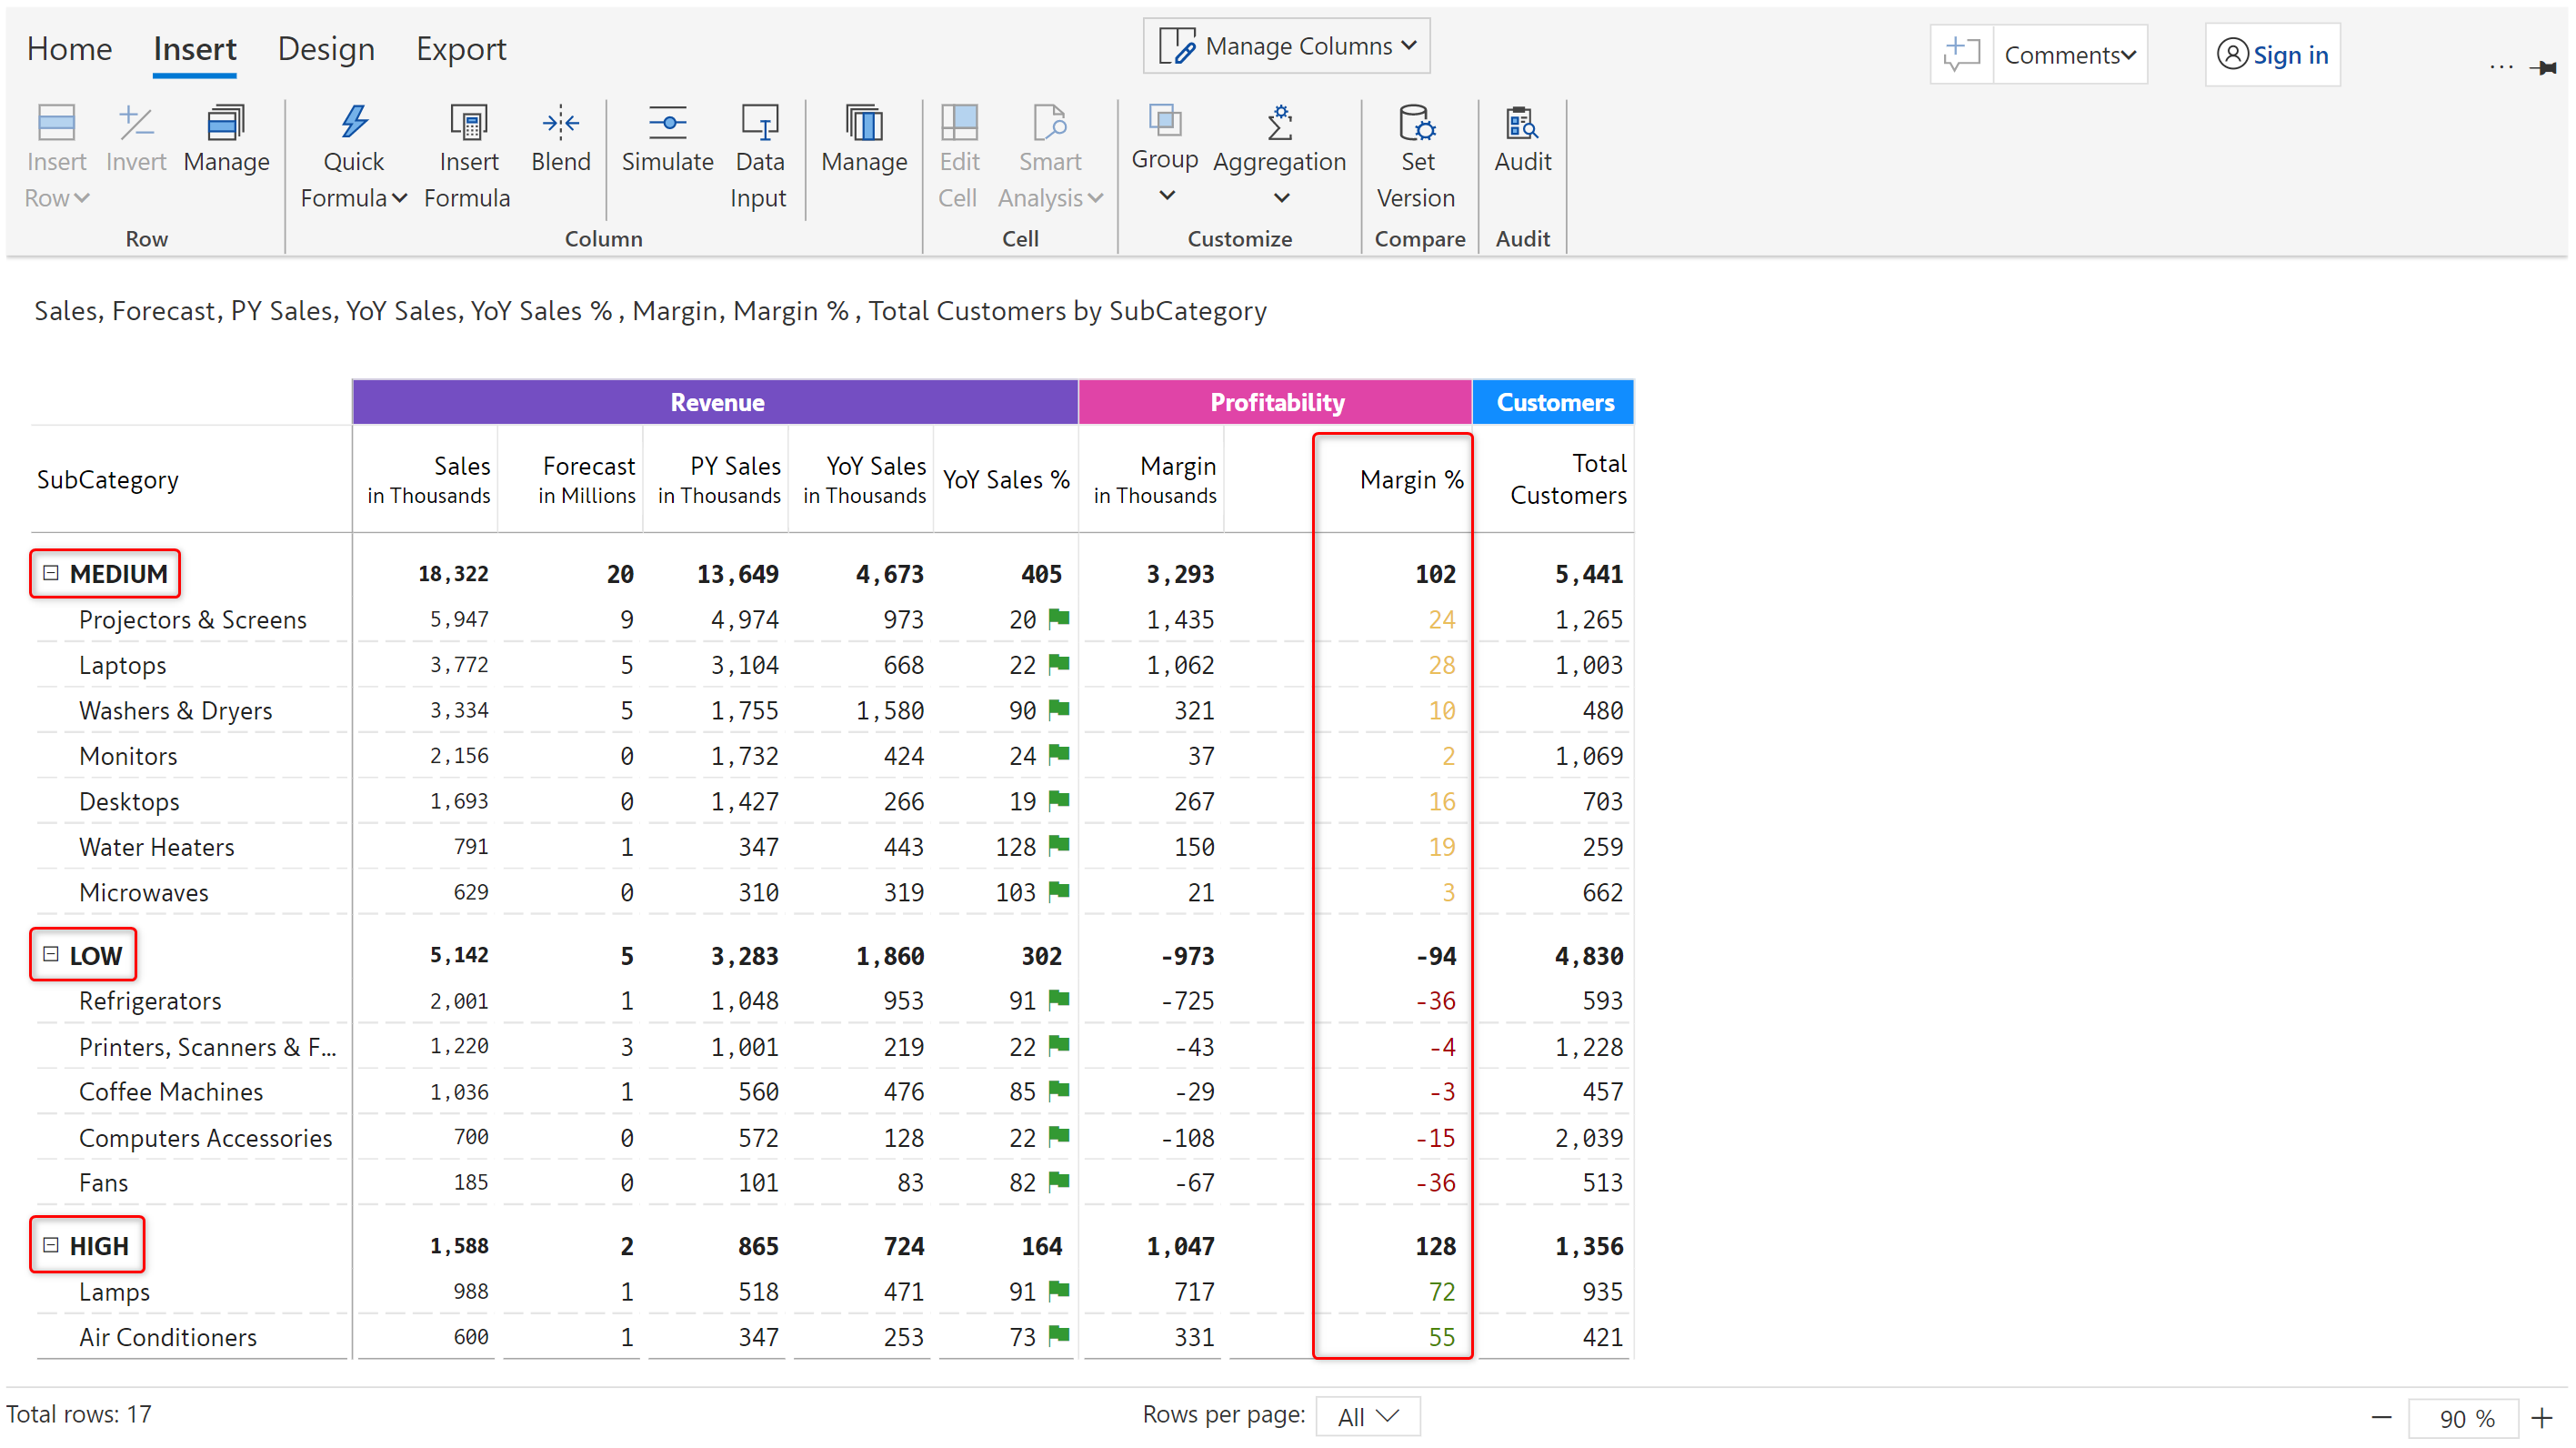 Home Insert Design Export Manage Columns Comments Sign in ...
Insert Invert Manage Quick Insert Blend Simulate Data Manage Edit Smart Group Aggregation Set Audit
Row Formula Formula Input Cell Analysis Version
Row Column Cell Customize Compare Audit
Sales, Forecast, PY Sales, YoY Sales, YoY Sales %, Margin, Margin %, Total Customers by SubCategory
Revenue Profitability Customers
SubCategory Sales in Thousands Forecast in Millions PY Sales in Thousands YoY Sales in Thousands YoY Sales % Margin in Thousands Margin % Total Customers
MEDIUM 18,322 20 13,649 4,673 405 3,293 102 5,441
Projectors & Screens 5,947 9 4,974 973 20 1,435 24 1,265
Laptops 3,772 5 3,104 668 22 1,062 28 1,003
Washers & Dryers 3,334 5 1,755 1,580 90 321 10 480
Monitors 2,156 0 1,732 424 24 37 2 1,069
Desktops 1,693 0 1,427 266 19 267 16 703
Water Heaters 791 1 347 443 128 150 19 259
Microwaves 629 0 310 319 103 21 3 662
LOW 5,142 5 3,283 1,860 302 -973 -94 4,830
Refrigerators 2,001 1 1,048 953 91 -725 -36 593
Printers, Scanners & F... 1,220 3 1,001 219 22 -43 -4 1,228
Coffee Machines 1,036 1 560 476 85 -29 -3 457
Computers Accessories 700 0 572 128 22 -108 -15 2,039
Fans 185 0 101 83 82 -67 -36 513
HIGH 1,588 2 865 724 164 1,047 128 1,356
Lamps 988 1 518 471 91 717 72 935
Air Conditioners 600 1 347 253 73 331 55 421
Total rows: 17 Rows per page: All − 90 % +